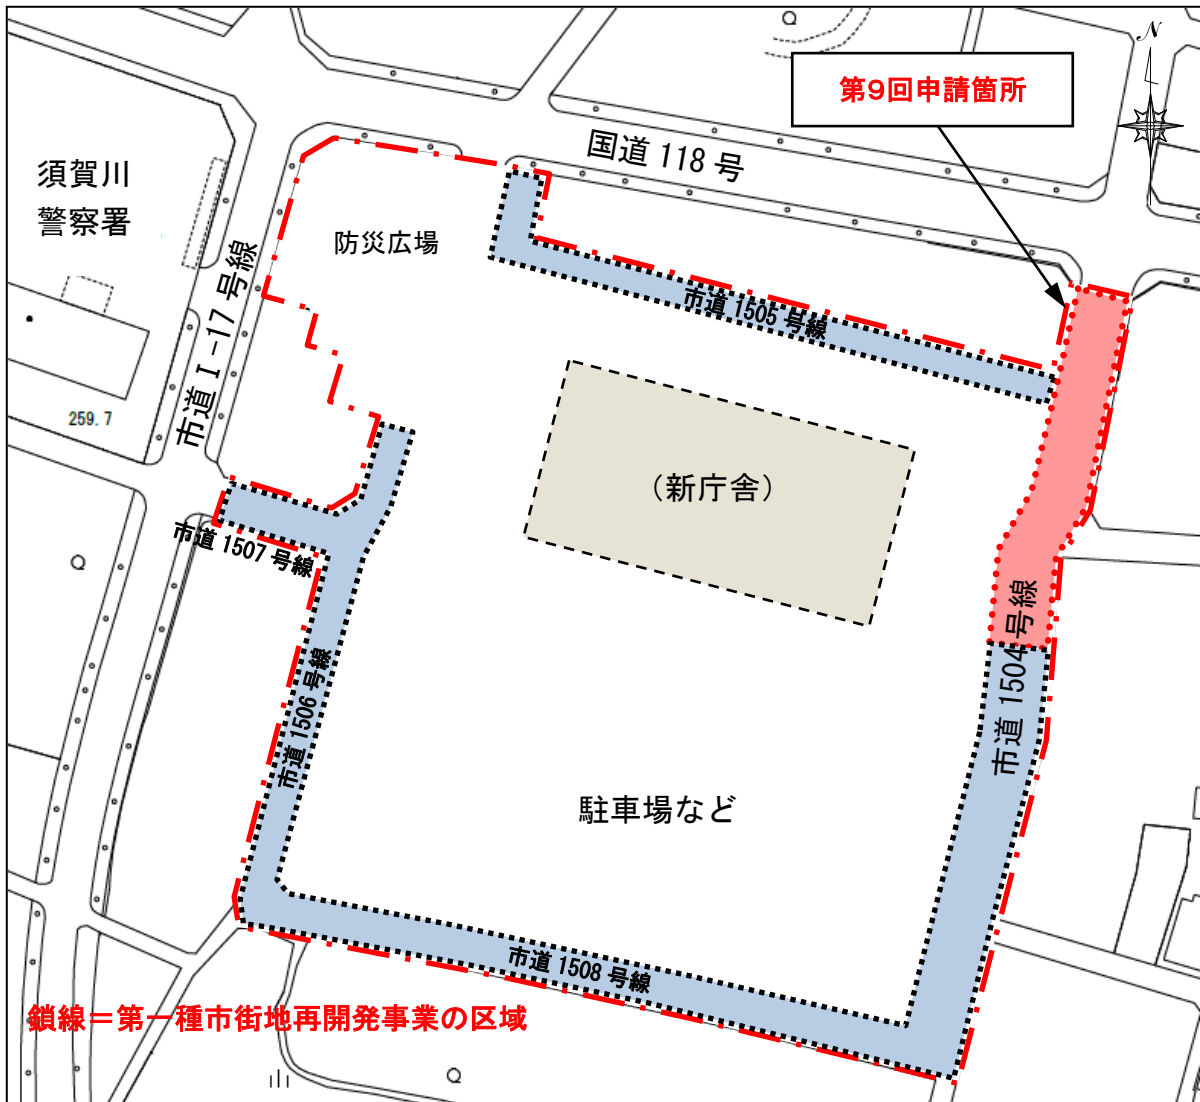 N
第9回申請箇所
国道 118 号
須賀川
警察署
防災広場
市道Ⅰ-17 号線
市道 1505 号線
259.7
(新庁舎)
市道 1507 号線
市道 1504 号線
市道 1506 号線
駐車場など
市道 1508 号線
鎖線＝第一種市街地再開発事業の区域